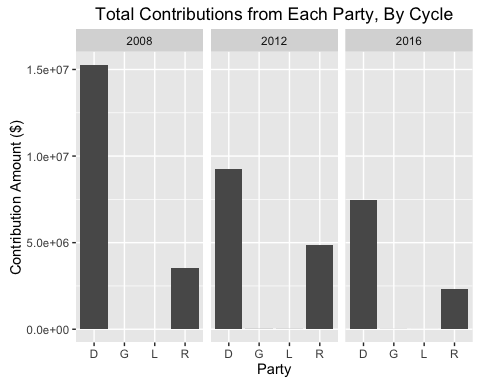 Total Contributions from Each Party, By Cycle
2008 2012 2016
Contribution Amount ($)
1.5e+07
1.0e+07
5.0e+06
0.0e+00
D G L R D G L R D G L R
Party